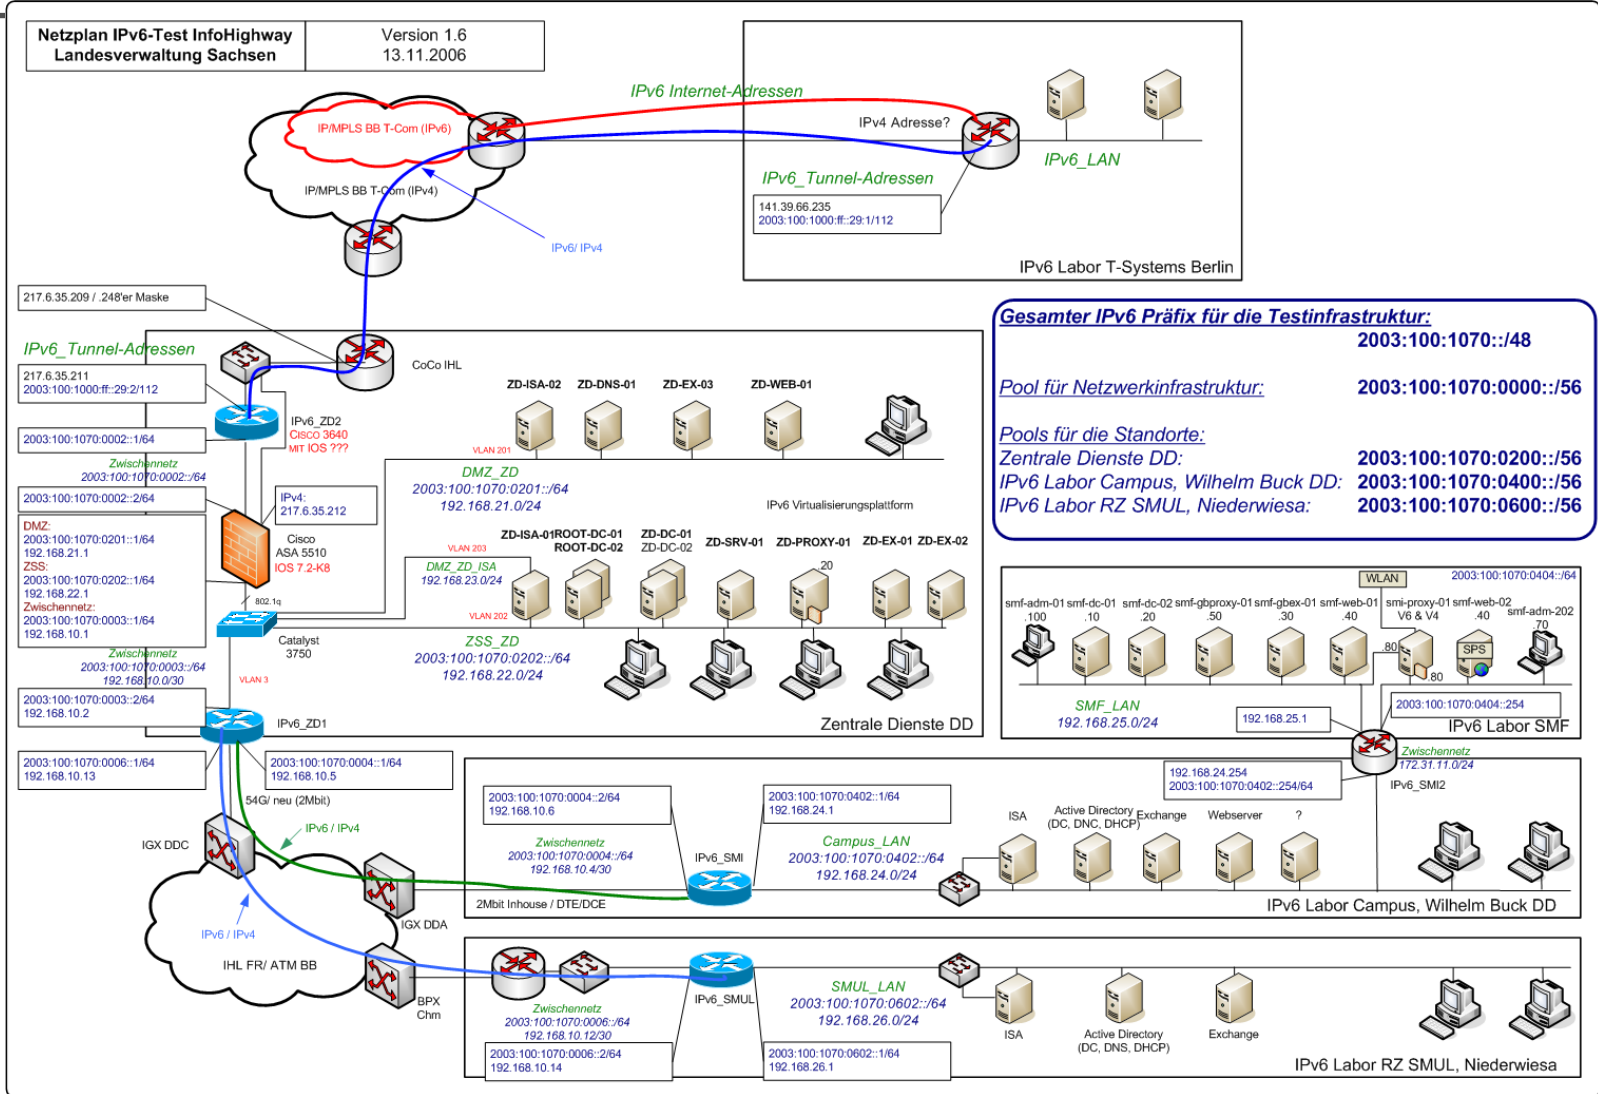 Netzplan IPv6-Test InfoHighway
Landesverwaltung Sachsen
Version 1.6
13.11.2006
IP/MPLS BB T-Com (IPv6)
IP/MPLS BB T-Com (IPv4)
IPv6 Internet-Adressen
IPv4 Adresse?
IPv6_LAN
IPv6_Tunnel-Adressen
141.39.66.235
2003:100:1000:ff::29:1/112
IPv6/ IPv4
IPv6 Labor T-Systems Berlin
217.6.35.209 / .248'er Maske
IPv6_Tunnel-Adressen
217.6.35.211
2003:100:1000:ff::29:2/112
CoCo IHL
IPv6_ZD2
CISCO 3640
MIT IOS ???
2003:100:1070:0002::1/64
Zwischennetz
2003:100:1070:0002::/64
2003:100:1070:0002::2/64
IPv4:
217.6.35.212
DMZ:
2003:100:1070:0201::1/64
192.168.21.1
ZSS:
2003:100:1070:0202::1/64
192.168.22.1
Zwischennetz:
2003:100:1070:0003::1/64
192.168.10.1
Cisco
ASA 5510
IOS 7.2-K8
802.1q
Catalyst
3750
Zwischennetz
2003:100:1070:0003::/64
192.168.10.0/30
VLAN 3
2003:100:1070:0003::2/64
192.168.10.2
IPv6_ZD1
ZD-ISA-02
ZD-DNS-01
ZD-EX-03
ZD-WEB-01
VLAN 201
DMZ_ZD
2003:100:1070:0201::/64
192.168.21.0/24
IPv6 Virtualisierungsplattform
VLAN 203
DMZ_ZD_ISA
192.168.23.0/24
VLAN 202
ZD-ISA-01
ROOT-DC-01
ROOT-DC-02
ZD-DC-01
ZD-DC-02
ZD-SRV-01
ZD-PROXY-01
.20
ZD-EX-01
ZD-EX-02
ZSS_ZD
2003:100:1070:0202::/64
192.168.22.0/24
Zentrale Dienste DD
Gesamter IPv6 Präfix für die Testinfrastruktur:
2003:100:1070::/48
Pool für Netzwerkinfrastruktur: 2003:100:1070:0000::/56
Pools für die Standorte:
Zentrale Dienste DD: 2003:100:1070:0200::/56
IPv6 Labor Campus, Wilhelm Buck DD: 2003:100:1070:0400::/56
IPv6 Labor RZ SMUL, Niederwiesa: 2003:100:1070:0600::/56
WLAN
2003:100:1070:0404::/64
smf-adm-01
.100
smf-dc-01
.10
smf-dc-02
.20
smf-gbproxy-01
.50
smf-gbex-01
.30
smf-web-01
.40
smi-proxy-01
V6 & V4
.80
.80
smf-web-02
.40
SPS
smf-adm-202
.70
SMF_LAN
192.168.25.0/24
192.168.25.1
2003:100:1070:0404::254
IPv6 Labor SMF
Zwischennetz
172.31.11.0/24
IPv6_SMI2
192.168.24.254
2003:100:1070:0402::254/64
2003:100:1070:0006::1/64
192.168.10.13
2003:100:1070:0004::1/64
192.168.10.5
54G/ neu (2Mbit)
IPv6 / IPv4
IGX DDC
IGX DDA
IPv6 / IPv4
IHL FR/ ATM BB
BPX
Chm
2003:100:1070:0004::2/64
192.168.10.6
Zwischennetz
2003:100:1070:0004::/64
192.168.10.4/30
2Mbit Inhouse / DTE/DCE
IPv6_SMI
2003:100:1070:0402::1/64
192.168.24.1
Campus_LAN
2003:100:1070:0402::/64
192.168.24.0/24
ISA
Active Directory
(DC, DNC, DHCP)
Exchange
Webserver
?
IPv6 Labor Campus, Wilhelm Buck DD
IPv6_SMUL
Zwischennetz
2003:100:1070:0006::/64
192.168.10.12/30
2003:100:1070:0006::2/64
192.168.10.14
SMUL_LAN
2003:100:1070:0602::/64
192.168.26.0/24
2003:100:1070:0602::1/64
192.168.26.1
ISA
Active Directory
(DC, DNS, DHCP)
Exchange
IPv6 Labor RZ SMUL, Niederwiesa